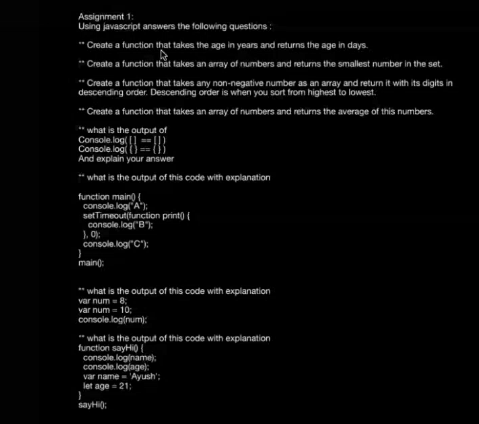 Assignment 1:
Using javascript answers the following questions :
** Create a function that takes the age in years and returns the age in days.
** Create a function that takes an array of numbers and returns the smallest number in the set.
** Create a function that takes any non-negative number as an array and return it with its digits in
descending order. Descending order is when you sort from highest to lowest.
** Create a function that takes an array of numbers and returns the average of this numbers.
** what is the output of
Console.log( [ ]  == [ ] )
Console.log( { } == { } )
And explain your answer
** what is the output of this code with explanation
function main() {
console.log("A");
setTimeout(function print() {
console.log("B");
}, 0);
console.log("C");
}
main();
** what is the output of this code with explanation
var num = 8;
var num = 10;
console.log(num);
** what is the output of this code with explanation
function sayHi() {
console.log(name);
console.log(age);
var name = 'Ayush';
let age = 21;
}
sayHi();